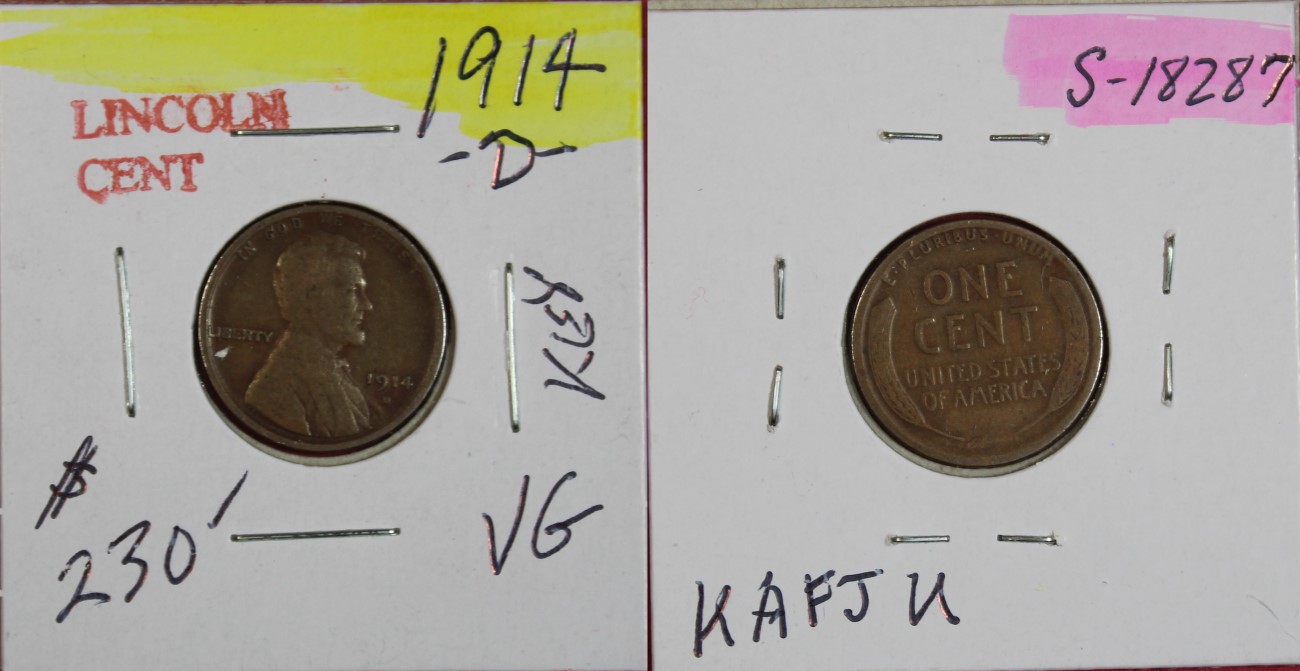 1914
-D-
LINCOLN
CENT
IN GOD WE TRUST
LIBERTY
1914
D
KEY
$
230
VG
S-18287
E·PLURIBUS·UNUM
ONE
CENT
UNITED STATES
OF AMERICA
KAFJU